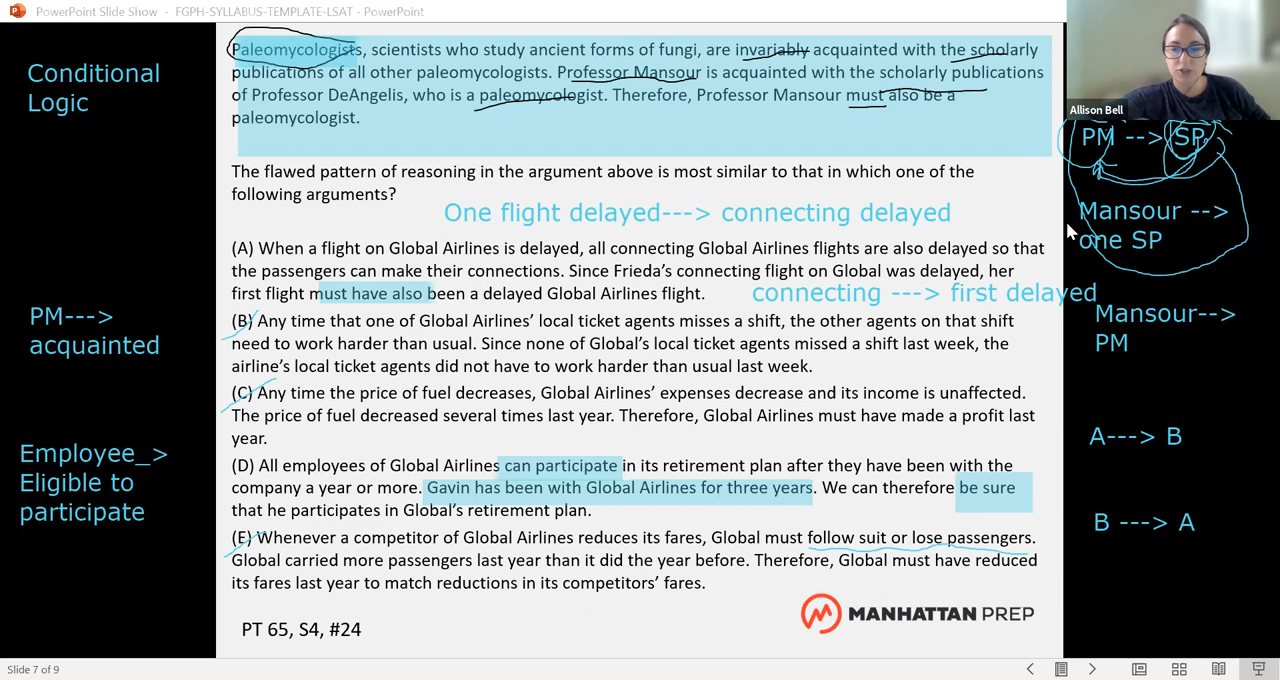 PowerPoint Slide Show - FGPH-SYLLABUS-TEMPLATE-LSAT - PowerPoint
Conditional
Logic
PM--->
acquainted
Employee_>
Eligible to
participate
Paleomycologists, scientists who study ancient forms of fungi, are invariably acquainted with the scholarly
publications of all other paleomycologists. Professor Mansour is acquainted with the scholarly publications
of Professor DeAngelis, who is a paleomycologist. Therefore, Professor Mansour must also be a
paleomycologist.
The flawed pattern of reasoning in the argument above is most similar to that in which one of the
following arguments?
One flight delayed---> connecting delayed
(A) When a flight on Global Airlines is delayed, all connecting Global Airlines flights are also delayed so that
the passengers can make their connections. Since Frieda's connecting flight on Global was delayed, her
first flight must have also been a delayed Global Airlines flight.
connecting ---> first delayed
(B) Any time that one of Global Airlines' local ticket agents misses a shift, the other agents on that shift
need to work harder than usual. Since none of Global's local ticket agents missed a shift last week, the
airline's local ticket agents did not have to work harder than usual last week.
(C) Any time the price of fuel decreases, Global Airlines' expenses decrease and its income is unaffected.
The price of fuel decreased several times last year. Therefore, Global Airlines must have made a profit last
year.
(D) All employees of Global Airlines can participate in its retirement plan after they have been with the
company a year or more. Gavin has been with Global Airlines for three years. We can therefore be sure
that he participates in Global's retirement plan.
(E) Whenever a competitor of Global Airlines reduces its fares, Global must follow suit or lose passengers.
Global carried more passengers last year than it did the year before. Therefore, Global must have reduced
its fares last year to match reductions in its competitors' fares.
PT 65, S4, #24
MANHATTAN PREP
Allison Bell
PM --> SP
Mansour -->
one SP
Mansour-->
PM
A---> B
B ---> A
Slide 7 of 9